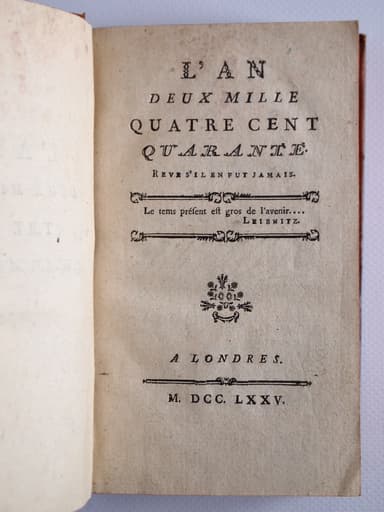 L'AN
DEUX MILLE
QUATRE CENT
QUARANTE.
REVE S'IL EN FUT JAMAIS.
Le tems présent est gros de l'avenir....
LEIBNITZ.
A LONDRES.
M. DCC. LXXV.